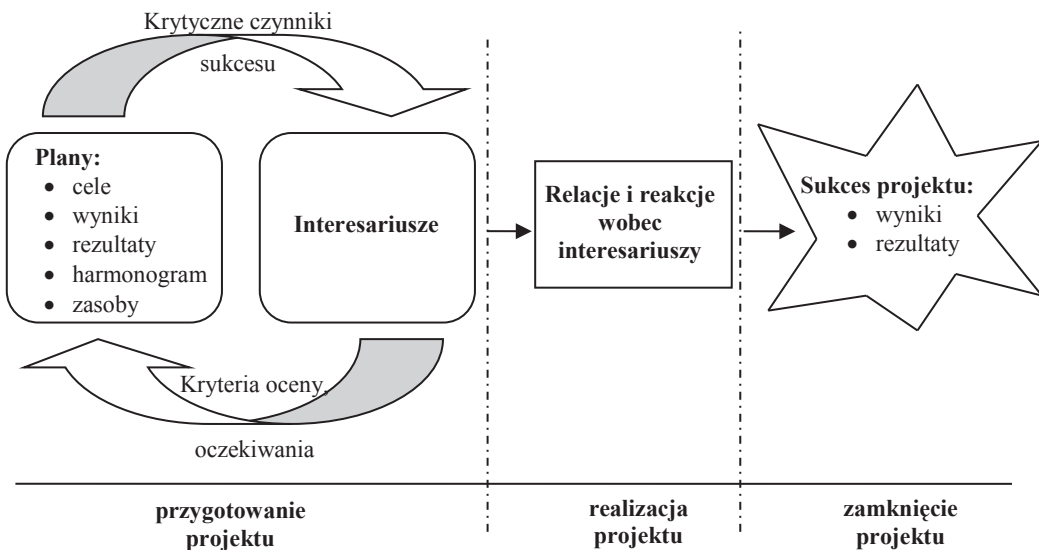 Krytyczne czynniki
sukcesu
Plany:
• cele
• wyniki
• rezultaty
• harmonogram
• zasoby
Interesariusze
Relacje i reakcje
wobec
interesariuszy
Sukces projektu:
• wyniki
• rezultaty
Kryteria oceny,
oczekiwania
przygotowanie
projektu
realizacja
projektu
zamknięcie
projektu